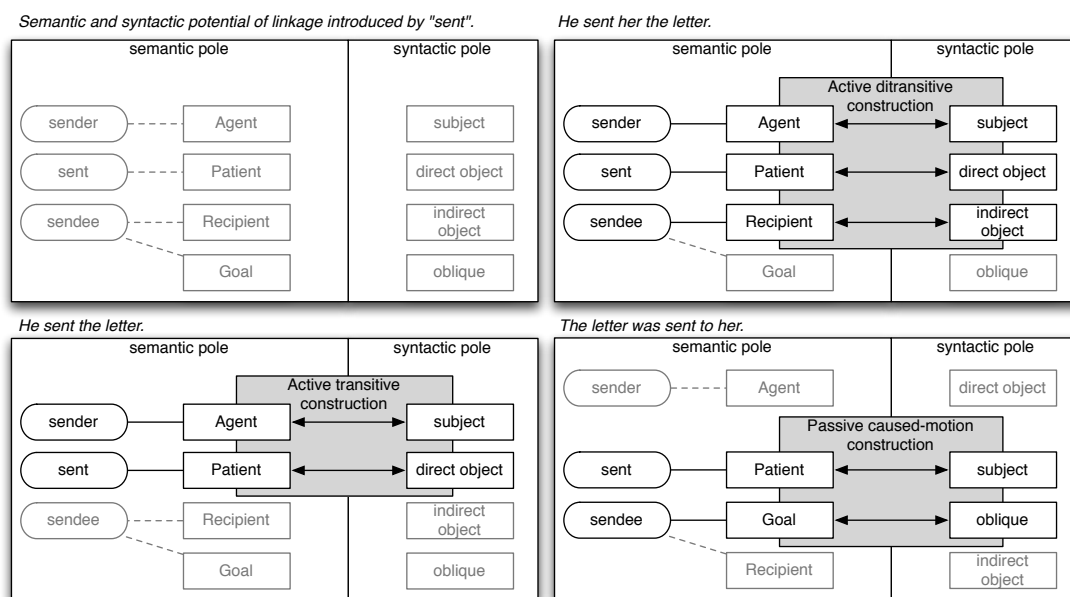 Semantic and syntactic potential of linkage introduced by "sent".
semantic pole
syntactic pole
sender
Agent
subject
sent
Patient
direct object
sendee
Recipient
indirect
object
Goal
oblique
He sent her the letter.
semantic pole
syntactic pole
Active ditransitive
construction
sender
Agent
subject
sent
Patient
direct object
sendee
Recipient
indirect
object
Goal
oblique
He sent the letter.
semantic pole
syntactic pole
Active transitive
construction
sender
Agent
subject
sent
Patient
direct object
sendee
Recipient
indirect
object
Goal
oblique
The letter was sent to her.
semantic pole
syntactic pole
sender
Agent
direct object
Passive caused-motion
construction
sent
Patient
subject
sendee
Goal
oblique
Recipient
indirect
object